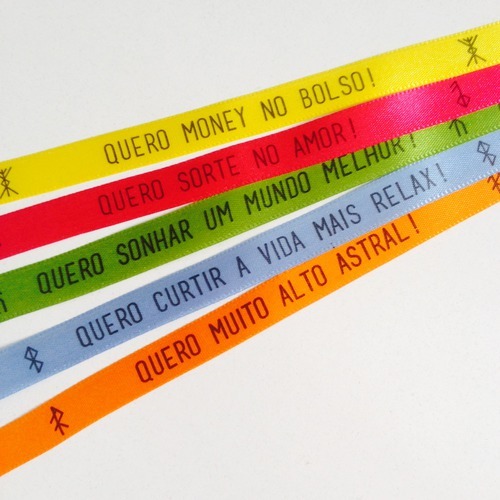 QUERO MONEY NO BOLSO!
QUERO SORTE NO AMOR!
QUERO SONHAR UM MUNDO MELHOR!
QUERO CURTIR A VIDA MAIS RELAX!
QUERO MUITO ALTO ASTRAL!